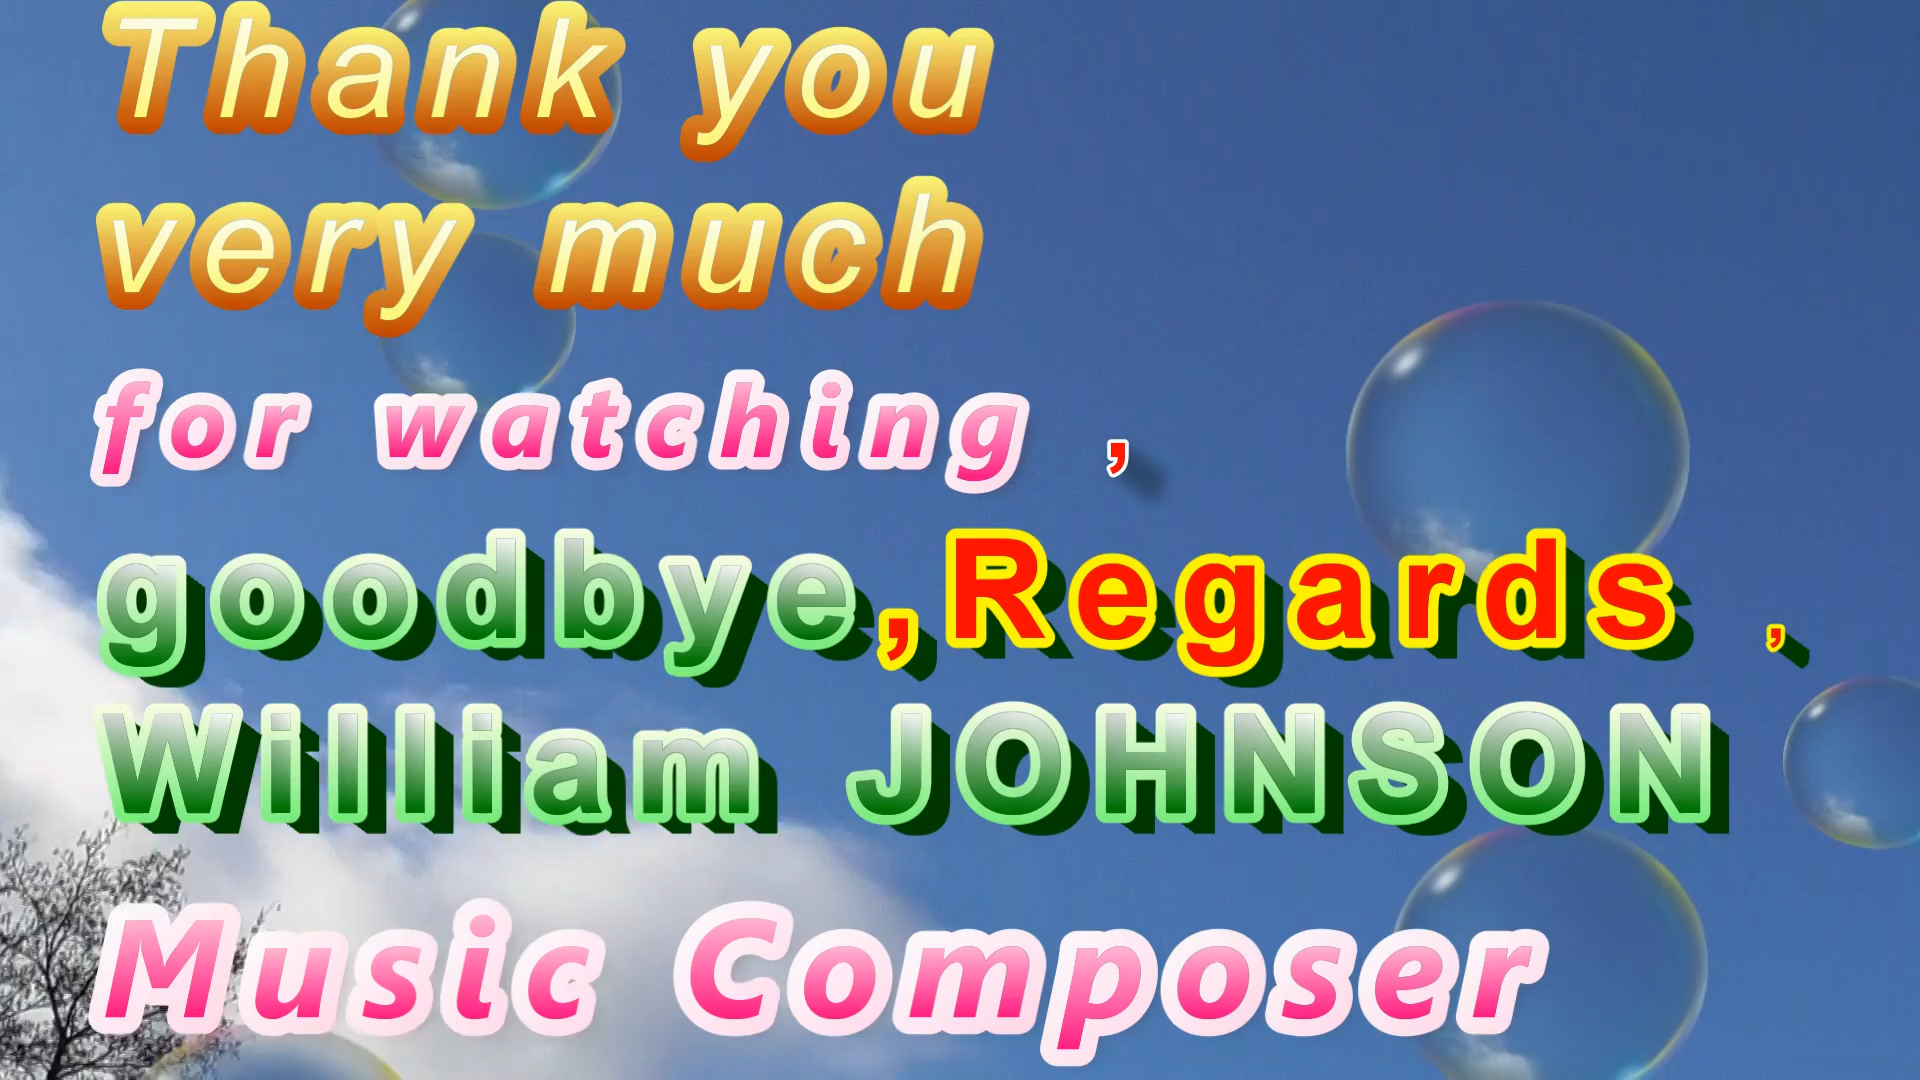 Thank you
very much
for watching ,
goodbye,Regards ,
William JOHNSON
Music Composer